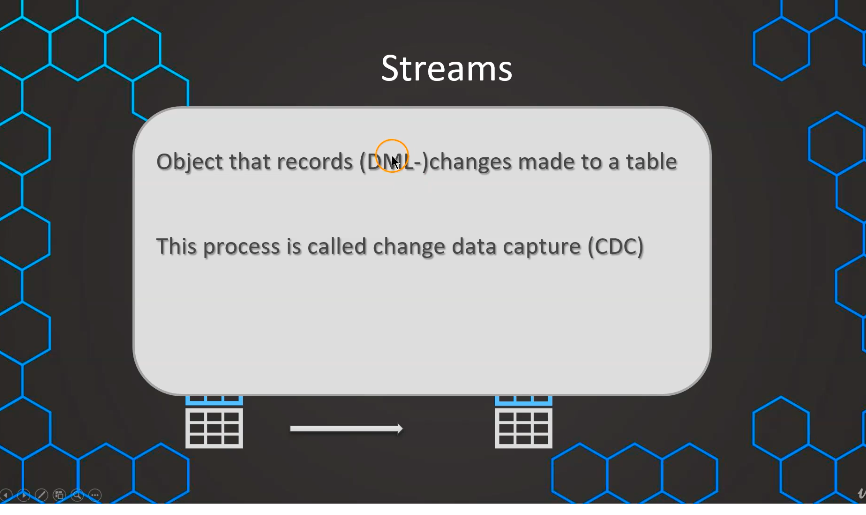 Streams
Object that records (DML-)changes made to a table
This process is called change data capture (CDC)